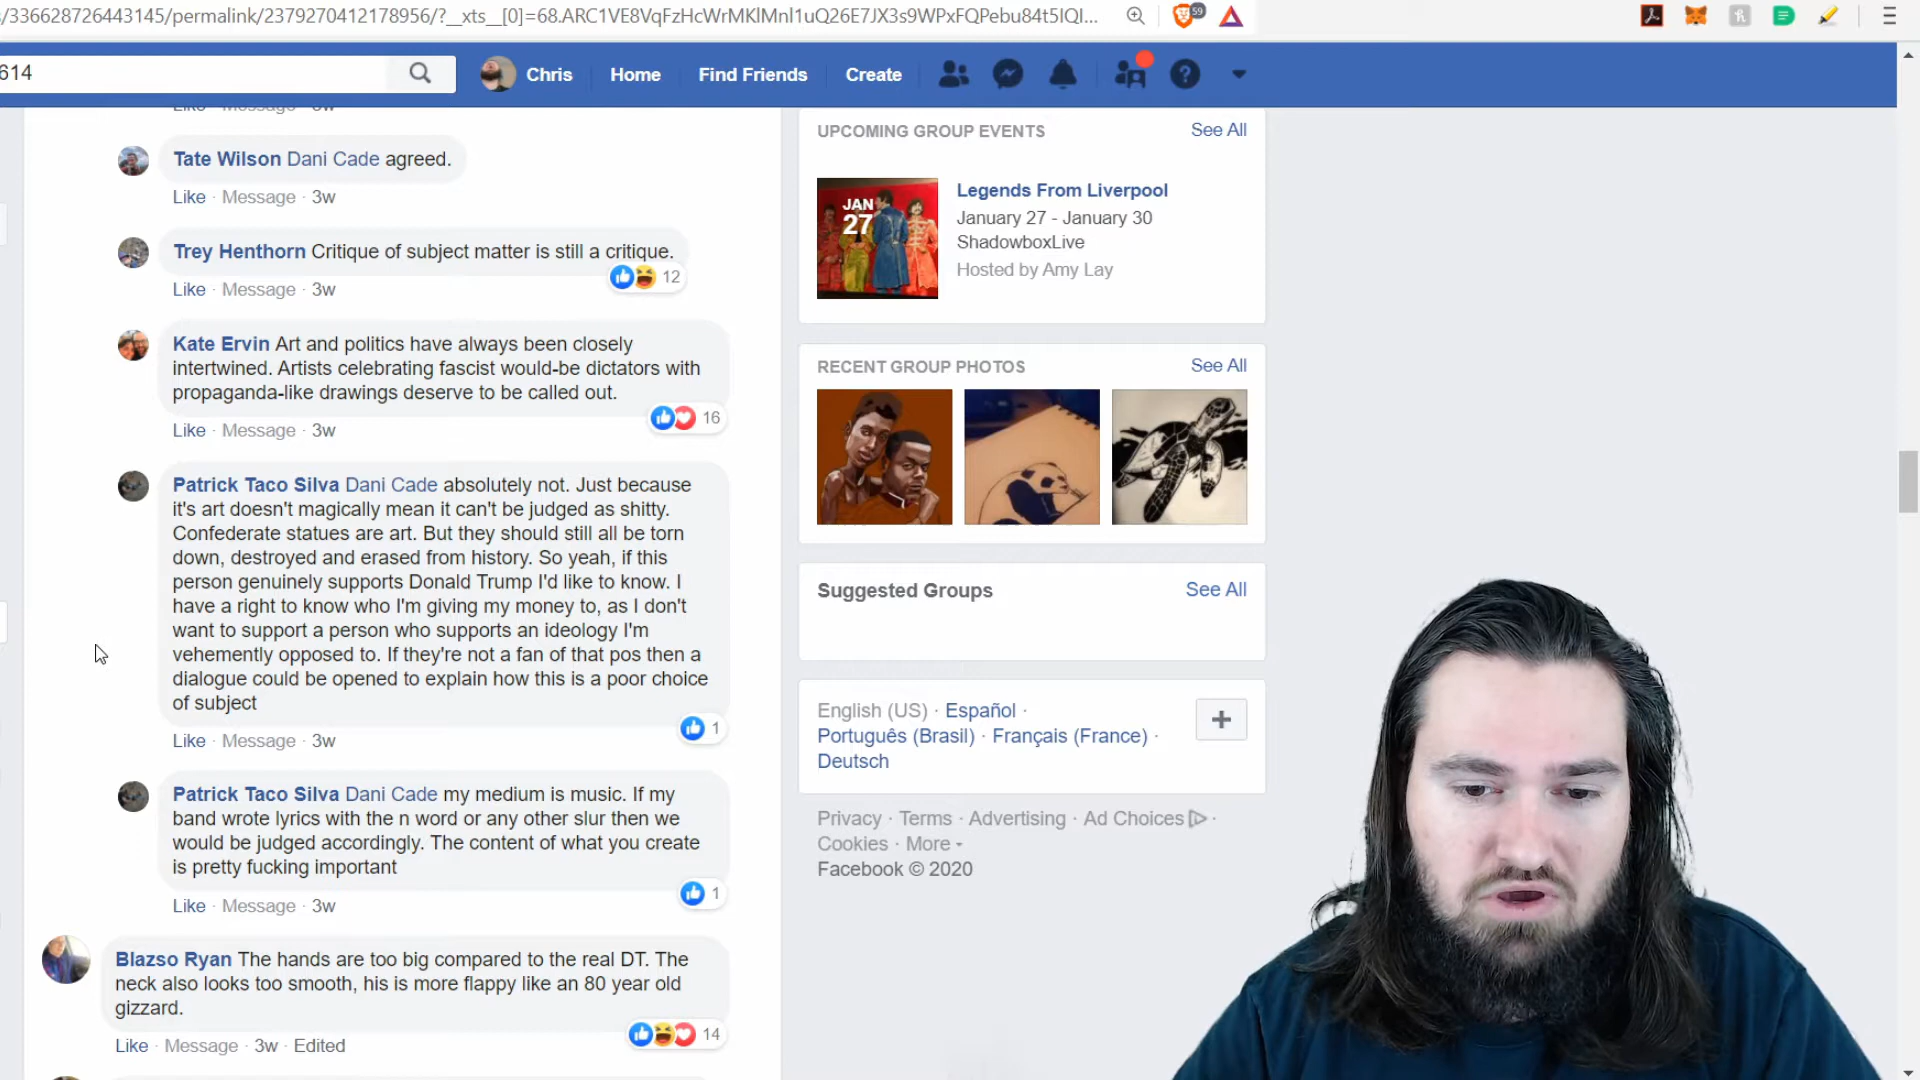 s/336628726443145/permalink/2379270412178956/?__xts__[0]=68.ARC1VE8VqFzHcWrMKlMnl1uQ26E7JX3s9WPxFQPebu84t5IQI...
59
614
Chris
Home
Find Friends
Create
Like · Message · 3w
Tate Wilson Dani Cade agreed.
Like · Message · 3w
Trey Henthorn Critique of subject matter is still a critique.
12
Like · Message · 3w
Kate Ervin Art and politics have always been closely
intertwined. Artists celebrating fascist would-be dictators with
propaganda-like drawings deserve to be called out.
16
Like · Message · 3w
Patrick Taco Silva Dani Cade absolutely not. Just because
it's art doesn't magically mean it can't be judged as shitty.
Confederate statues are art. But they should still all be torn
down, destroyed and erased from history. So yeah, if this
person genuinely supports Donald Trump I'd like to know. I
have a right to know who I'm giving my money to, as I don't
want to support a person who supports an ideology I'm
vehemently opposed to. If they're not a fan of that pos then a
dialogue could be opened to explain how this is a poor choice
of subject
1
Like · Message · 3w
Patrick Taco Silva Dani Cade my medium is music. If my
band wrote lyrics with the n word or any other slur then we
would be judged accordingly. The content of what you create
is pretty fucking important
1
Like · Message · 3w
Blazso Ryan The hands are too big compared to the real DT. The
neck also looks too smooth, his is more flappy like an 80 year old
gizzard.
14
Like · Message · 3w · Edited
UPCOMING GROUP EVENTS
See All
JAN
27
Legends From Liverpool
January 27 - January 30
ShadowboxLive
Hosted by Amy Lay
RECENT GROUP PHOTOS
See All
Suggested Groups
See All
English (US) · Español ·
Português (Brasil) · Français (France) ·
Deutsch
Privacy · Terms · Advertising · Ad Choices ·
Cookies · More
Facebook © 2020